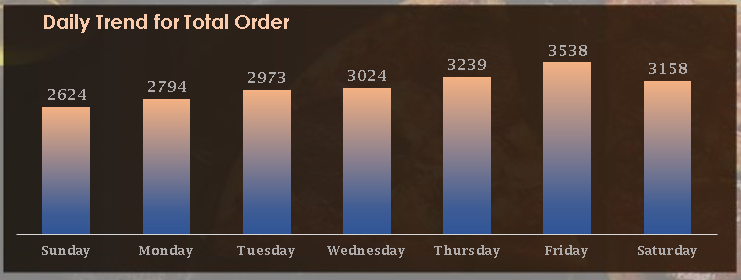 Daily Trend for Total Order
2624 2794 2973 3024 3239 3538 3158
Sunday Monday Tuesday Wednesday Thursday Friday Saturday